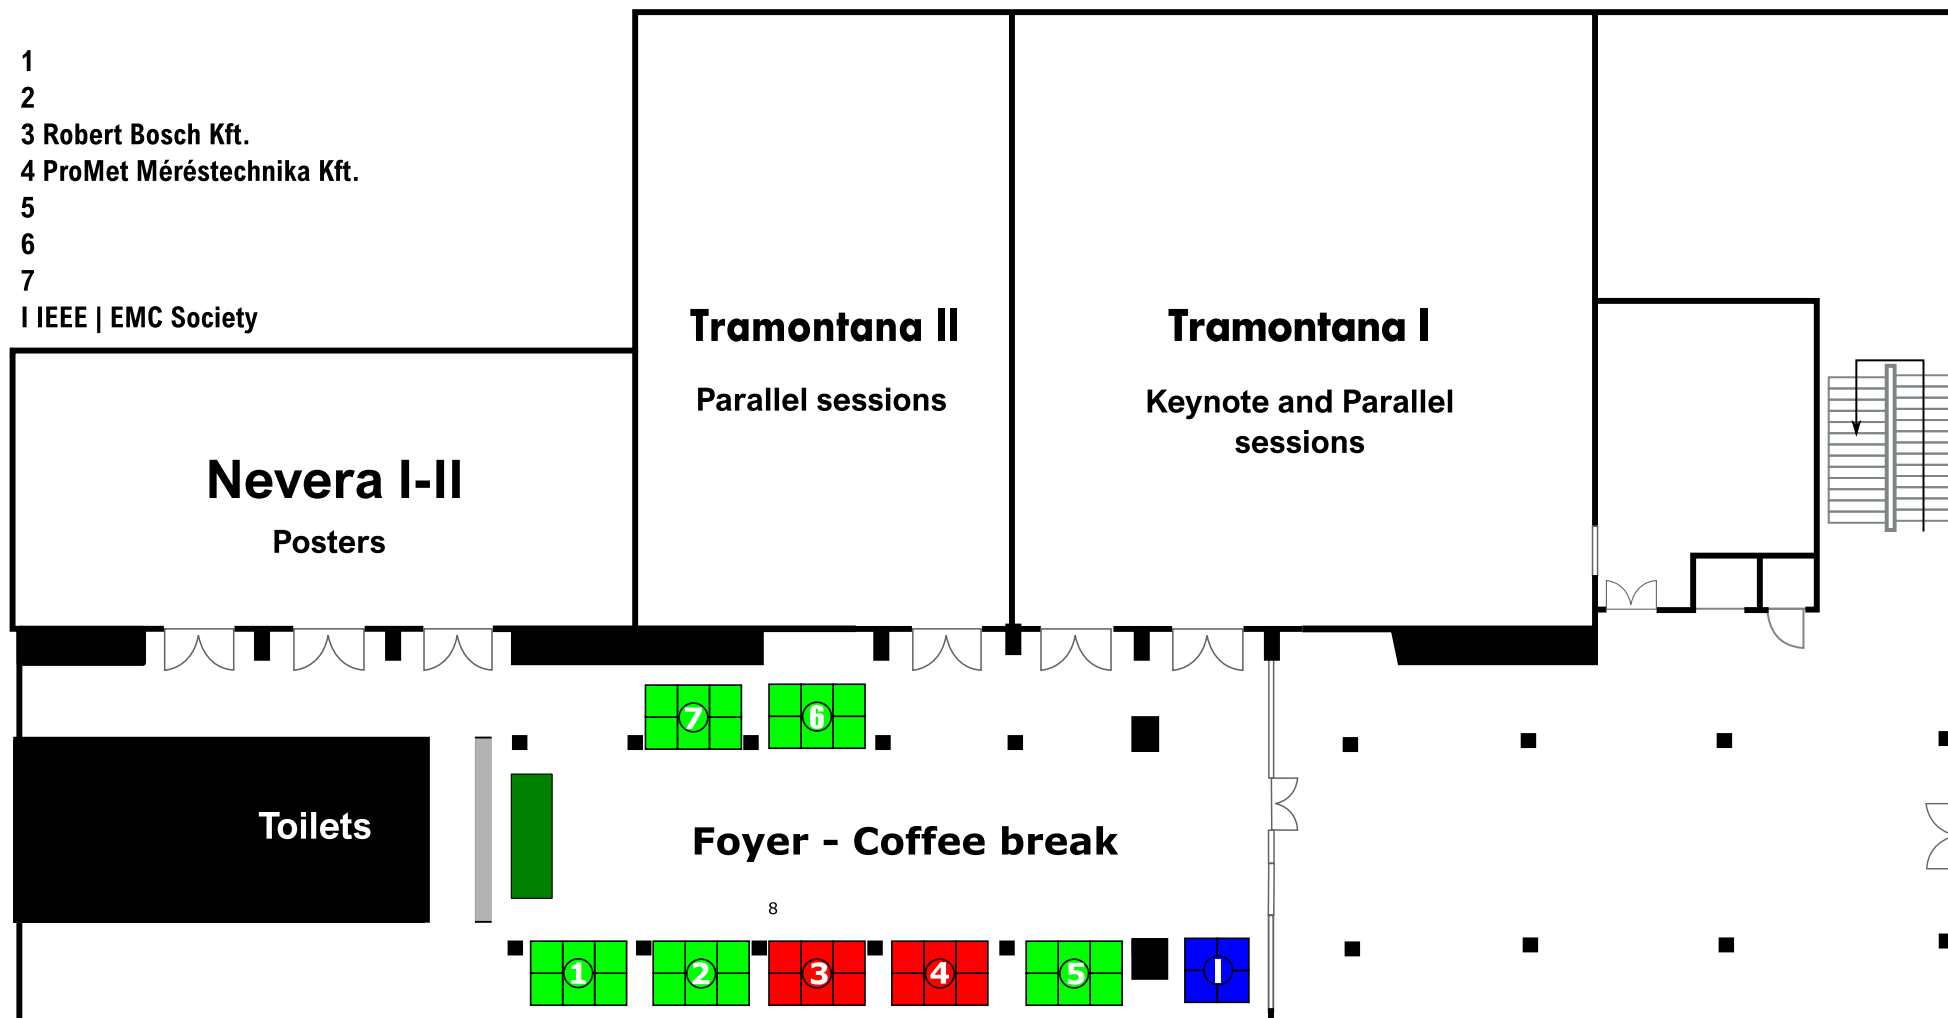 1
2
3 Robert Bosch Kft.
4 ProMet Méréstechnika Kft.
5
6
7
I IEEE | EMC Society
Tramontana II
Parallel sessions
Tramontana I
Keynote and Parallel
sessions
Nevera I-II
Posters
7
6
Toilets
Foyer - Coffee break
8
1
2
3
4
5
I